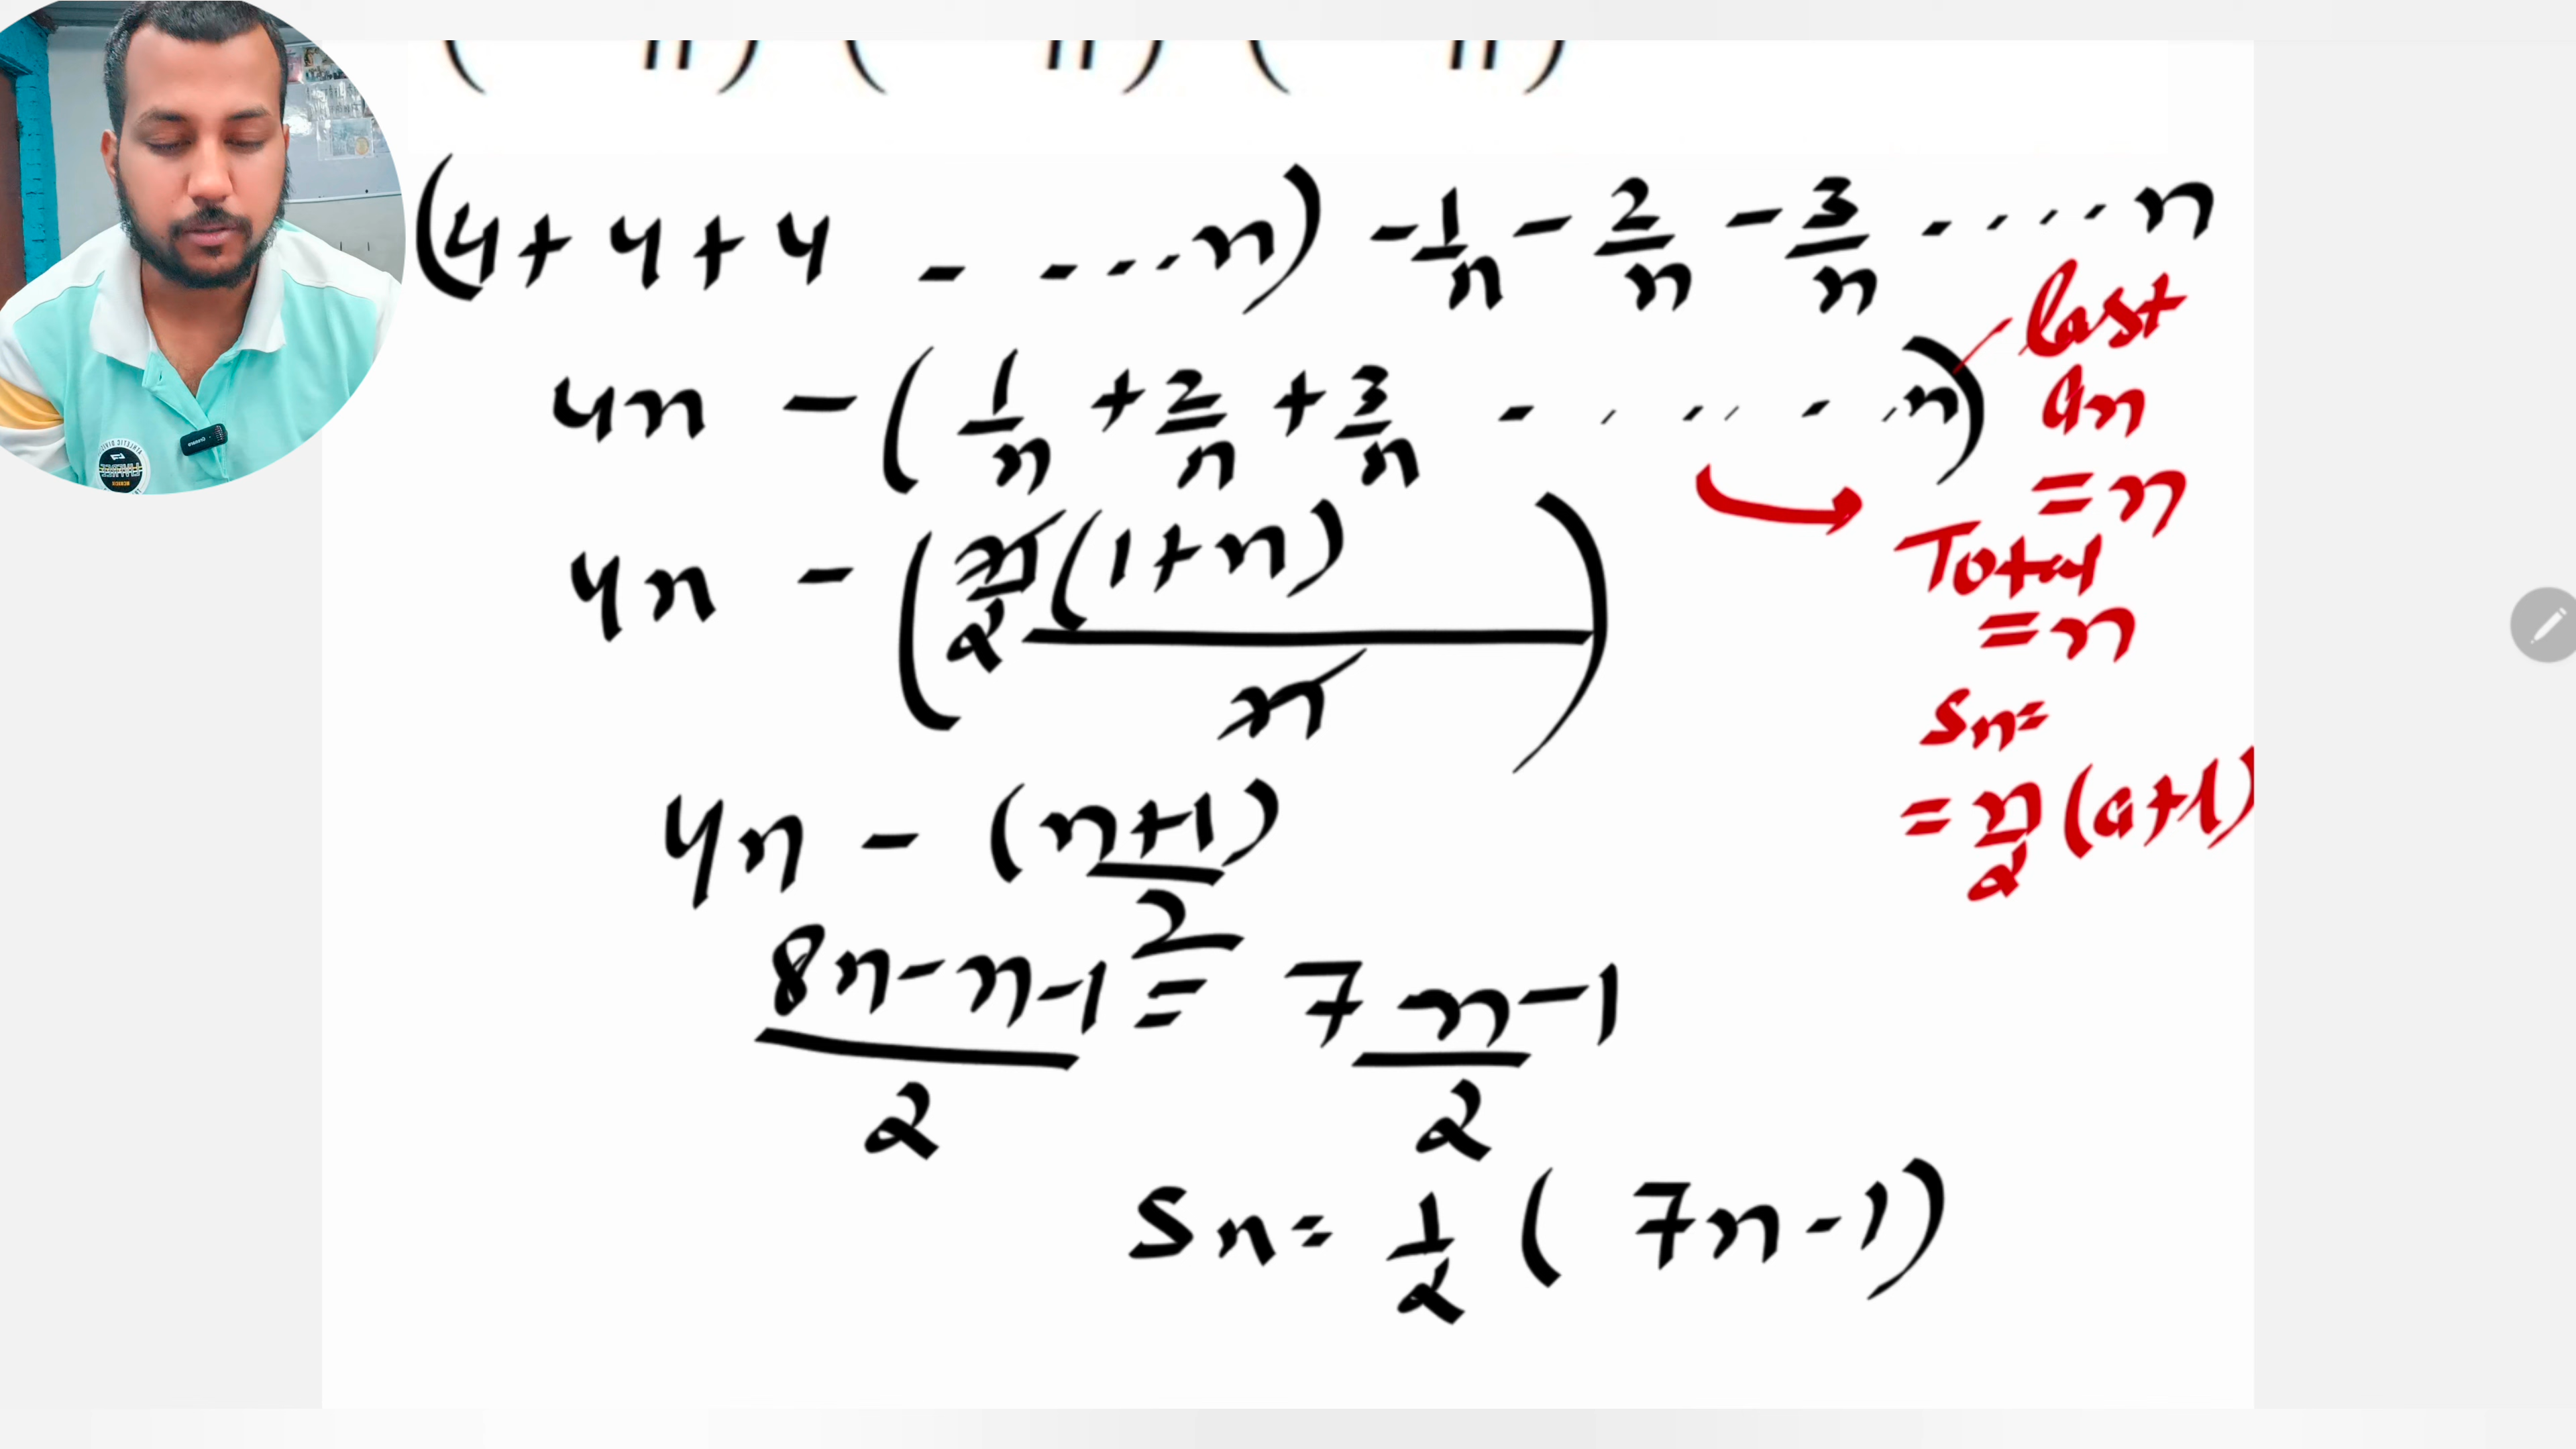 ( n) ( n) ( n)
(4+4+4 - - ...n) -1/n - 2/n - 3/n - ....n
4n - (1/n + 2/n + 3/n - . . . . . n)
4n - (n/2(1+n)/n)
4n - (n+1)/2
(8n-n-1)/2 = (7n-1)/2
Sn = 1/2 (7n-1)
last
an
=n
Total
=n
Sn=
= n/2 (a+l)